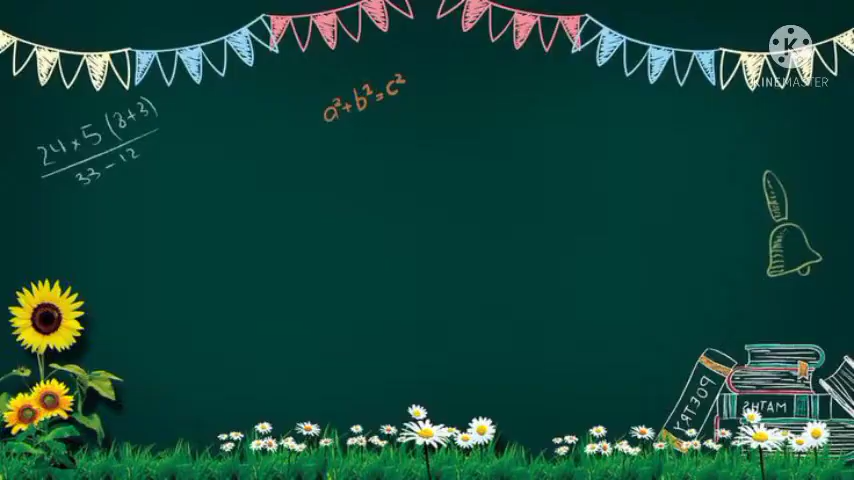 KINEMASTER
a²+b²=c²
24×5(8+3)
33-12
POETRY
MATHS